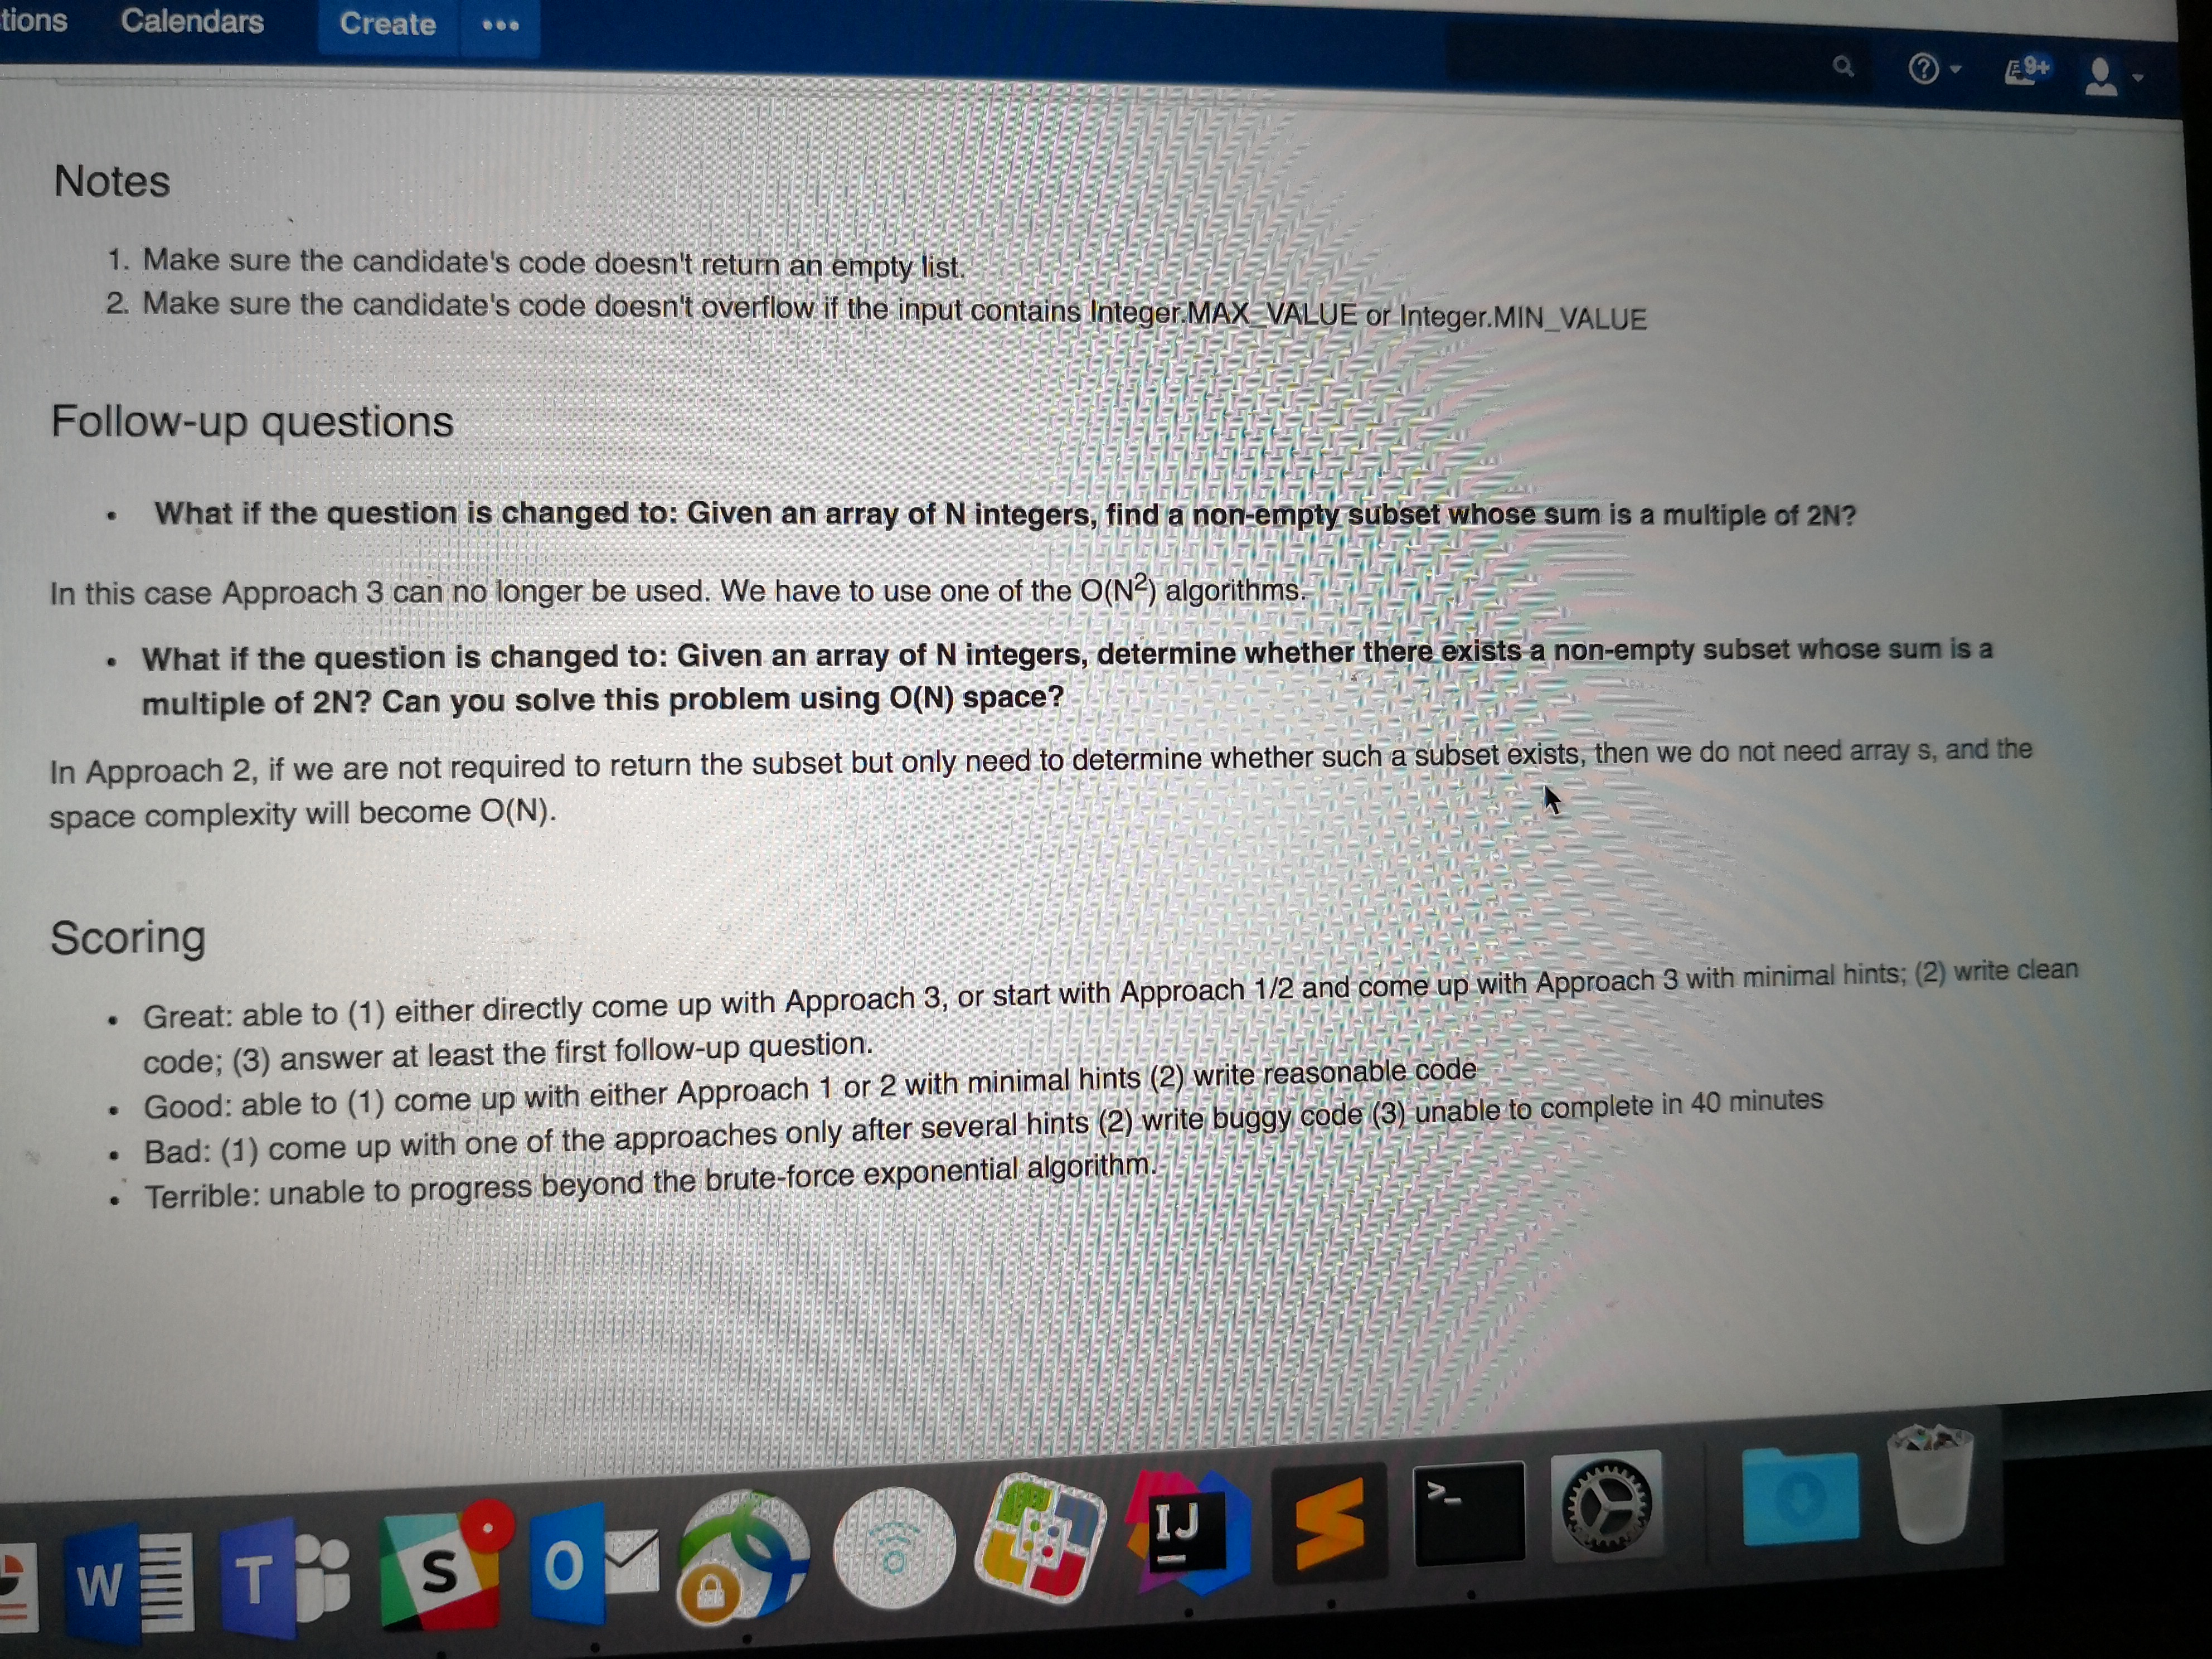 tions Calendars Create •••
9+
Notes
1. Make sure the candidate's code doesn't return an empty list.
2. Make sure the candidate's code doesn't overflow if the input contains Integer.MAX_VALUE or Integer.MIN_VALUE
Follow-up questions
• What if the question is changed to: Given an array of N integers, find a non-empty subset whose sum is a multiple of 2N?
In this case Approach 3 can no longer be used. We have to use one of the O(N²) algorithms.
• What if the question is changed to: Given an array of N integers, determine whether there exists a non-empty subset whose sum is a
multiple of 2N? Can you solve this problem using O(N) space?
In Approach 2, if we are not required to return the subset but only need to determine whether such a subset exists, then we do not need array s, and the
space complexity will become O(N).
Scoring
• Great: able to (1) either directly come up with Approach 3, or start with Approach 1/2 and come up with Approach 3 with minimal hints; (2) write clean
code; (3) answer at least the first follow-up question.
• Good: able to (1) come up with either Approach 1 or 2 with minimal hints (2) write reasonable code
• Bad: (1) come up with one of the approaches only after several hints (2) write buggy code (3) unable to complete in 40 minutes
• Terrible: unable to progress beyond the brute-force exponential algorithm.
W T S O IJ >_